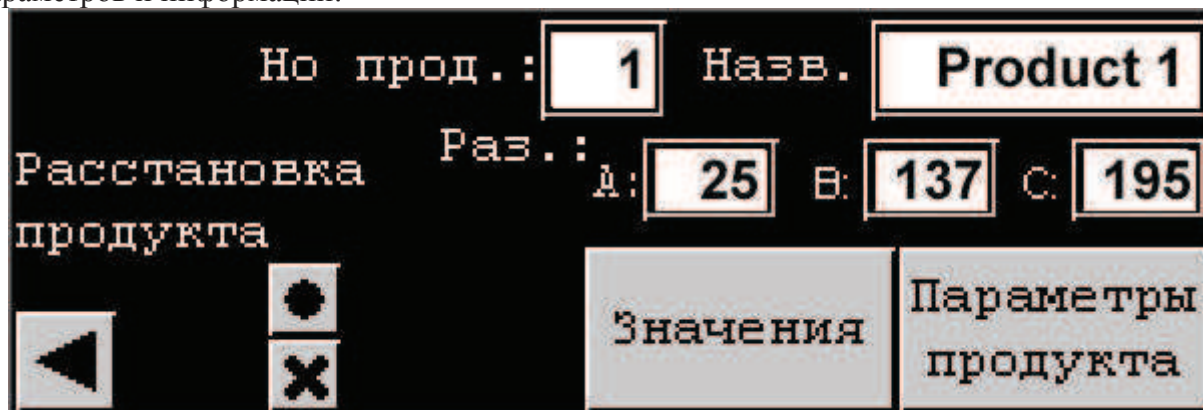 Но прод.: 1 Назв. Product 1
Раз.:
A: 25 B: 137 C: 195
Расстановка
продукта
Значения
Параметры
продукта